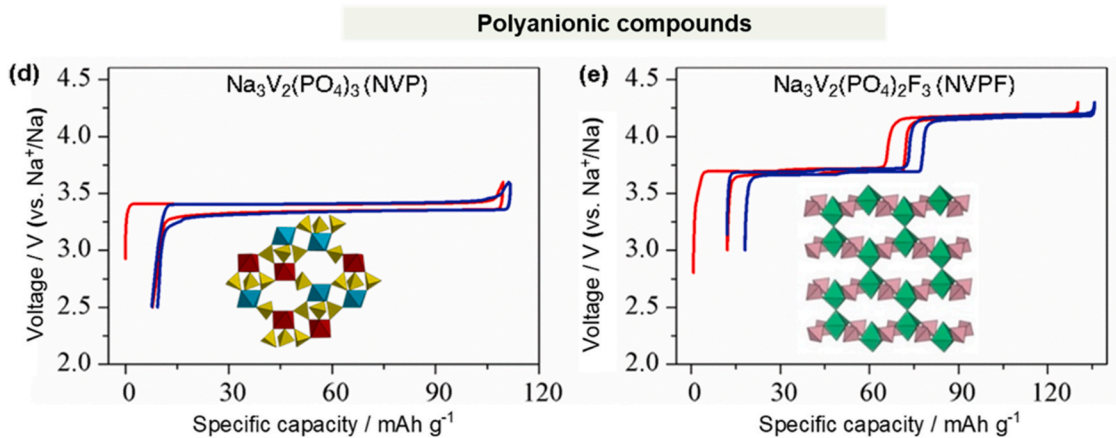 Polyanionic compounds
(d)
Na₃V₂(PO₄)₃ (NVP)
4.5
4.0
3.5
3.0
2.5
2.0
Voltage / V (vs. Na⁺/Na)
0
30
60
90
120
Specific capacity / mAh g⁻¹
(e)
Na₃V₂(PO₄)₂F₃ (NVPF)
4.5
4.0
3.5
3.0
2.5
2.0
Voltage / V (vs. Na⁺/Na)
0
30
60
90
120
Specific capacity / mAh g⁻¹